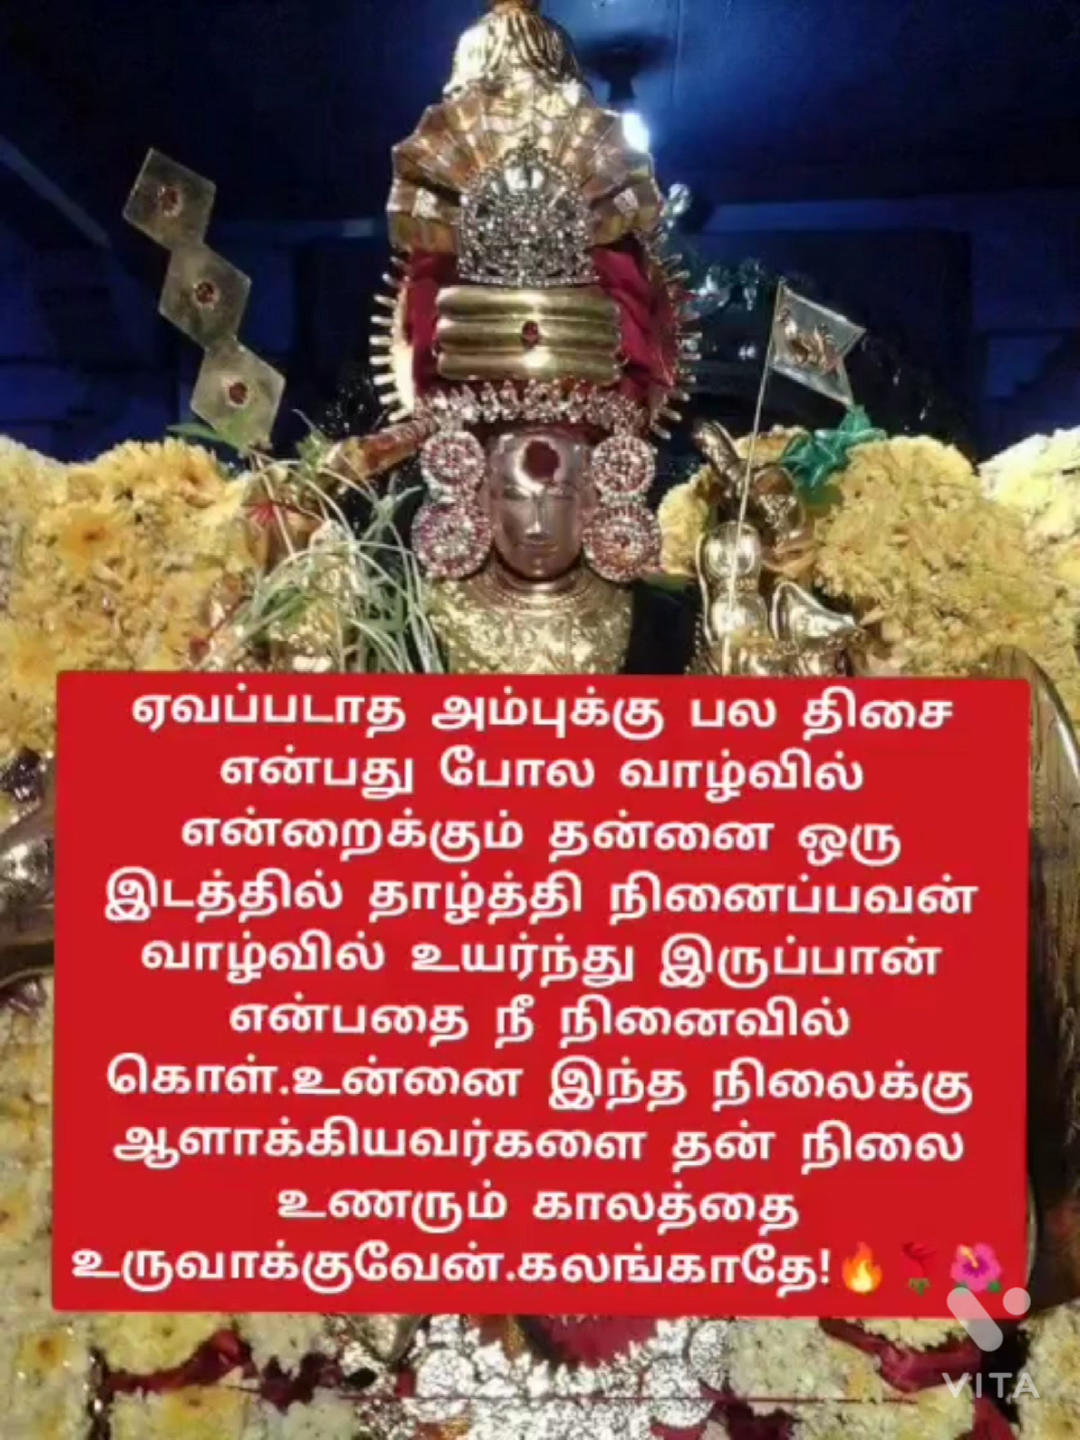 ஏவப்படாத அம்புக்கு பல திசை
என்பது போல வாழ்வில்
என்றைக்கும் தன்னை ஒரு
இடத்தில் தாழ்த்தி நினைப்பவன்
வாழ்வில் உயர்ந்து இருப்பான்
என்பதை நீ நினைவில்
கொள்.உன்னை இந்த நிலைக்கு
ஆளாக்கியவர்களை தன் நிலை
உணரும் காலத்தை
உருவாக்குவேன்.கலங்காதே!🔥🌹🌺
VITA